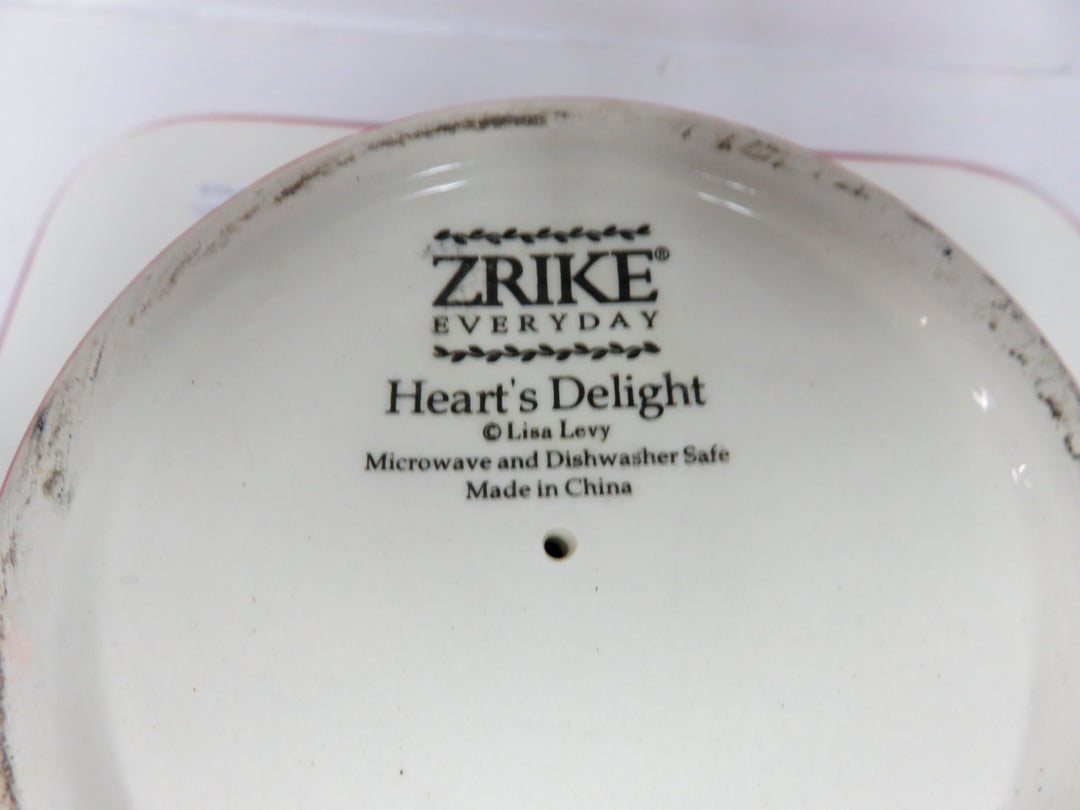 ZRIKE®
EVERYDAY
Heart's Delight
© Lisa Levy
Microwave and Dishwasher Safe
Made in China